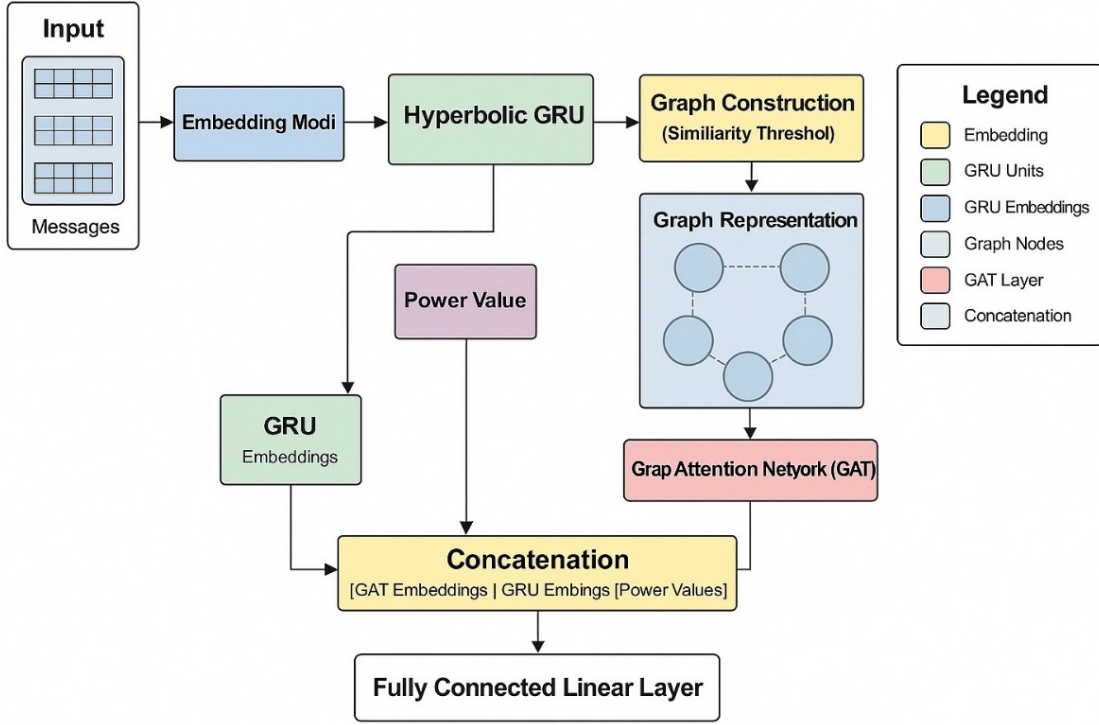 Input
Messages
Embedding Modi
Hyperbolic GRU
Graph Construction
(Similiarity Threshol)
Graph Representation
Power Value
GRU
Embeddings
Grap Attention Netyork (GAT)
Concatenation
[GAT Embeddings | GRU Embings [Power Values]
Fully Connected Linear Layer
Legend
Embedding
GRU Units
GRU Embeddings
Graph Nodes
GAT Layer
Concatenation